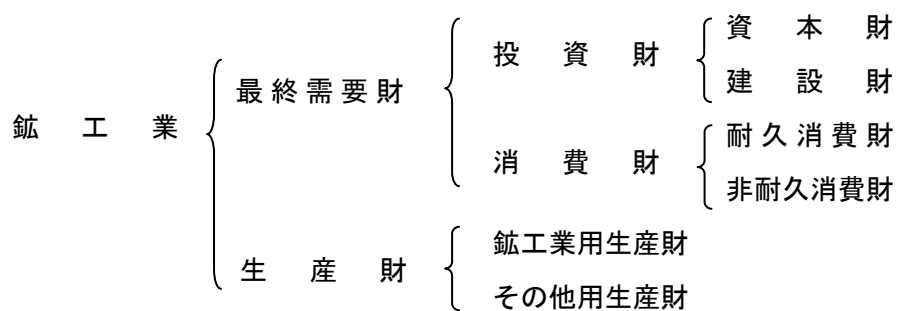 鉱工業
最終需要財
投資財
資本財
建設財
消費財
耐久消費財
非耐久消費財
生産財
鉱工業用生産財
その他用生産財